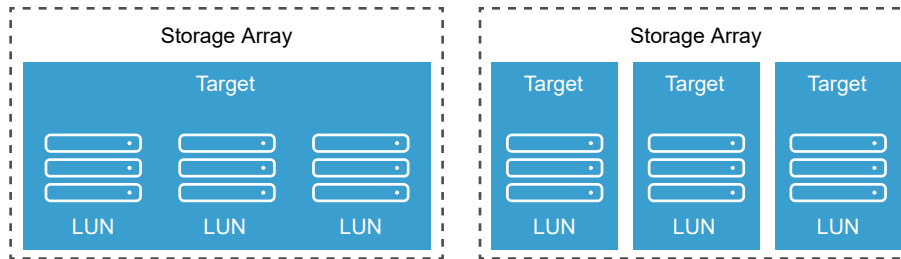 Storage Array
Target
LUN LUN LUN
Storage Array
Target Target Target
LUN LUN LUN